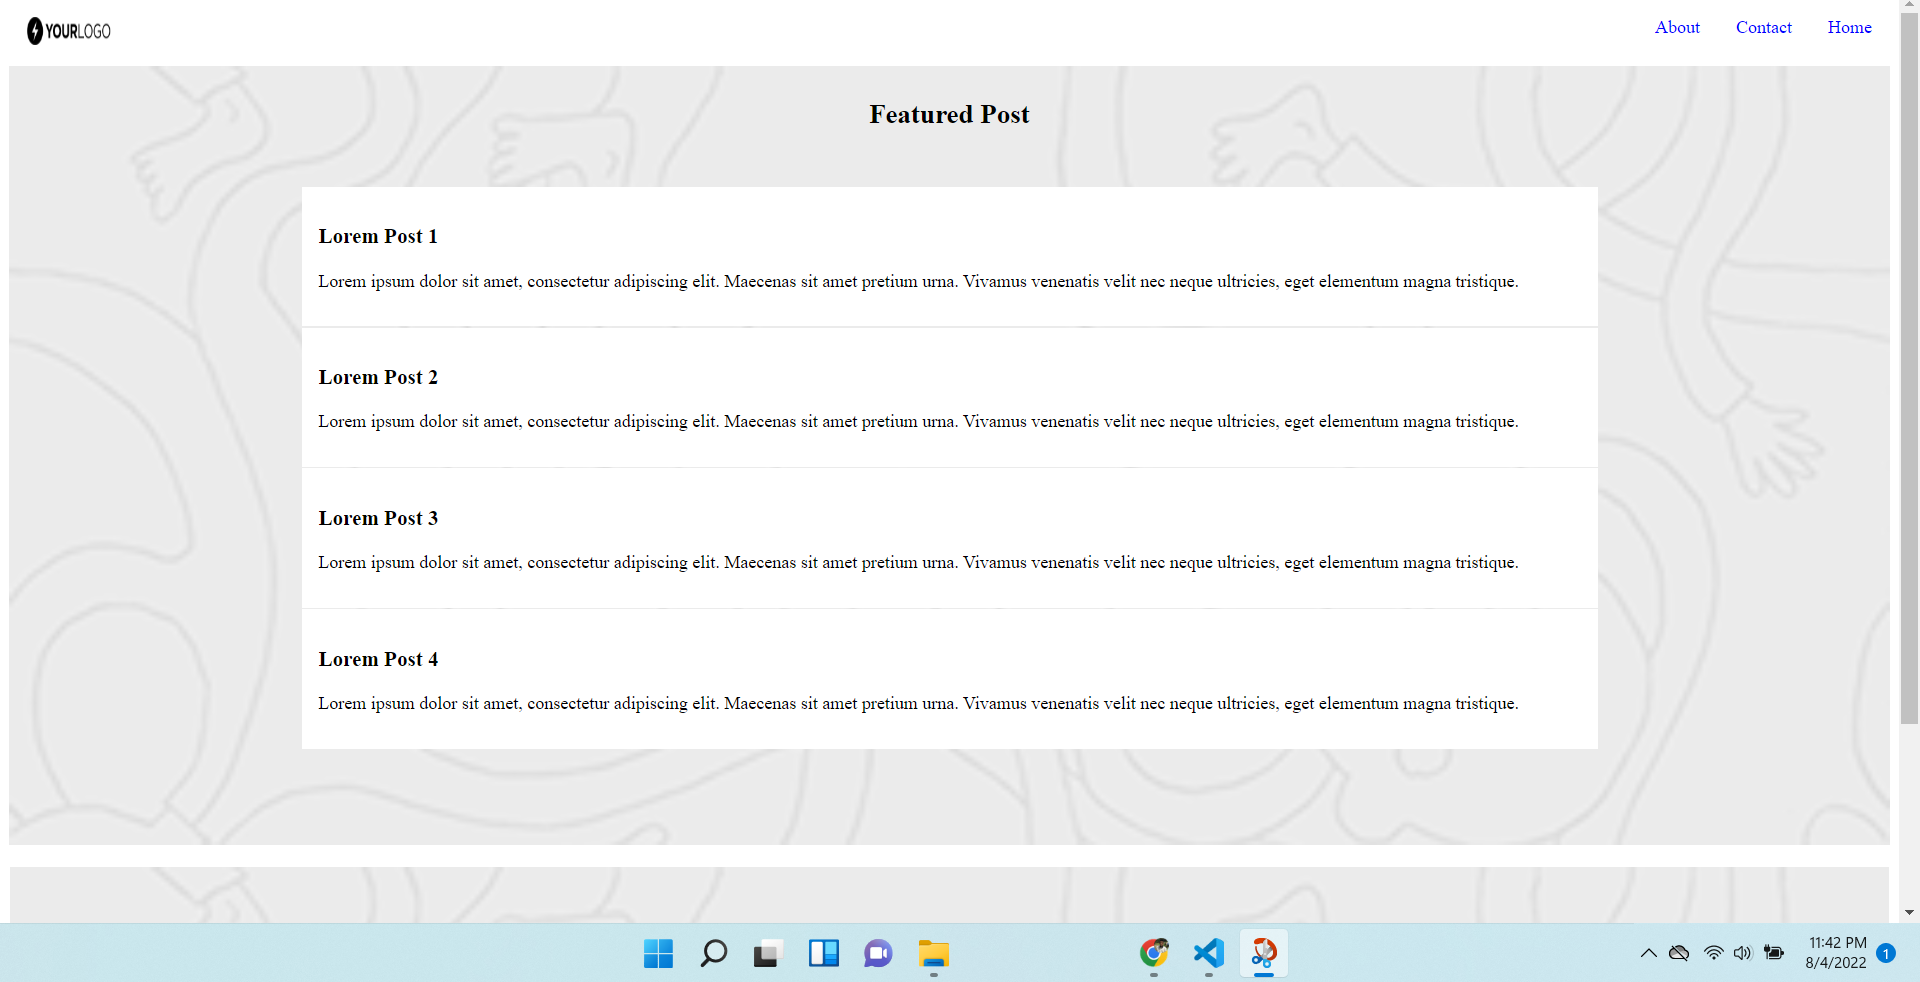 YOURLOGO
About Contact Home
Featured Post
Lorem Post 1
Lorem ipsum dolor sit amet, consectetur adipiscing elit. Maecenas sit amet pretium urna. Vivamus venenatis velit nec neque ultricies, eget elementum magna tristique.
Lorem Post 2
Lorem ipsum dolor sit amet, consectetur adipiscing elit. Maecenas sit amet pretium urna. Vivamus venenatis velit nec neque ultricies, eget elementum magna tristique.
Lorem Post 3
Lorem ipsum dolor sit amet, consectetur adipiscing elit. Maecenas sit amet pretium urna. Vivamus venenatis velit nec neque ultricies, eget elementum magna tristique.
Lorem Post 4
Lorem ipsum dolor sit amet, consectetur adipiscing elit. Maecenas sit amet pretium urna. Vivamus venenatis velit nec neque ultricies, eget elementum magna tristique.
11:42 PM
8/4/2022
1